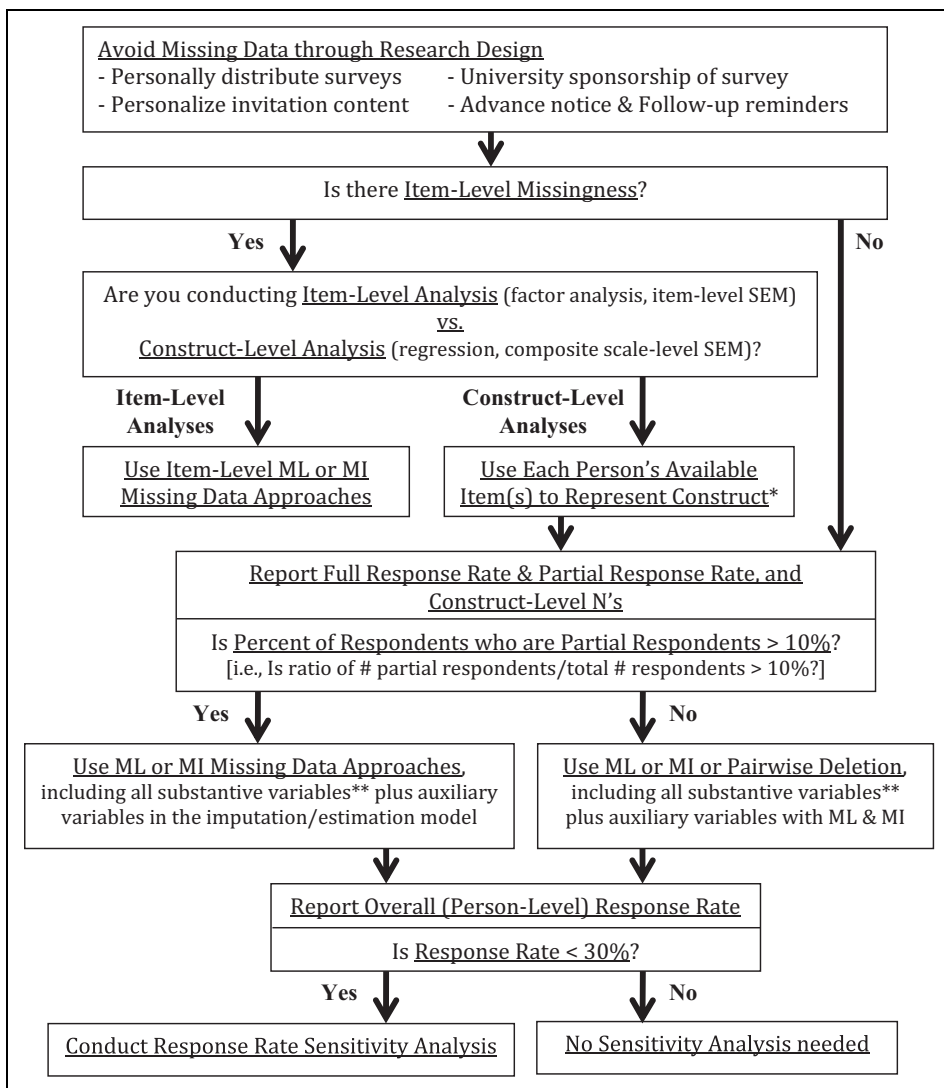 Avoid Missing Data through Research Design
- Personally distribute surveys - University sponsorship of survey
- Personalize invitation content - Advance notice & Follow-up reminders
Is there Item-Level Missingness?
Yes
No
Are you conducting Item-Level Analysis (factor analysis, item-level SEM)
vs.
Construct-Level Analysis (regression, composite scale-level SEM)?
Item-Level
Analyses
Construct-Level
Analyses
Use Item-Level ML or MI
Missing Data Approaches
Use Each Person's Available
Item(s) to Represent Construct*
Report Full Response Rate & Partial Response Rate, and
Construct-Level N's
Is Percent of Respondents who are Partial Respondents > 10%?
[i.e., Is ratio of # partial respondents/total # respondents > 10%?]
Yes
No
Use ML or MI Missing Data Approaches,
including all substantive variables** plus auxiliary
variables in the imputation/estimation model
Use ML or MI or Pairwise Deletion,
including all substantive variables**
plus auxiliary variables with ML & MI
Report Overall (Person-Level) Response Rate
Is Response Rate < 30%?
Yes
No
Conduct Response Rate Sensitivity Analysis
No Sensitivity Analysis needed